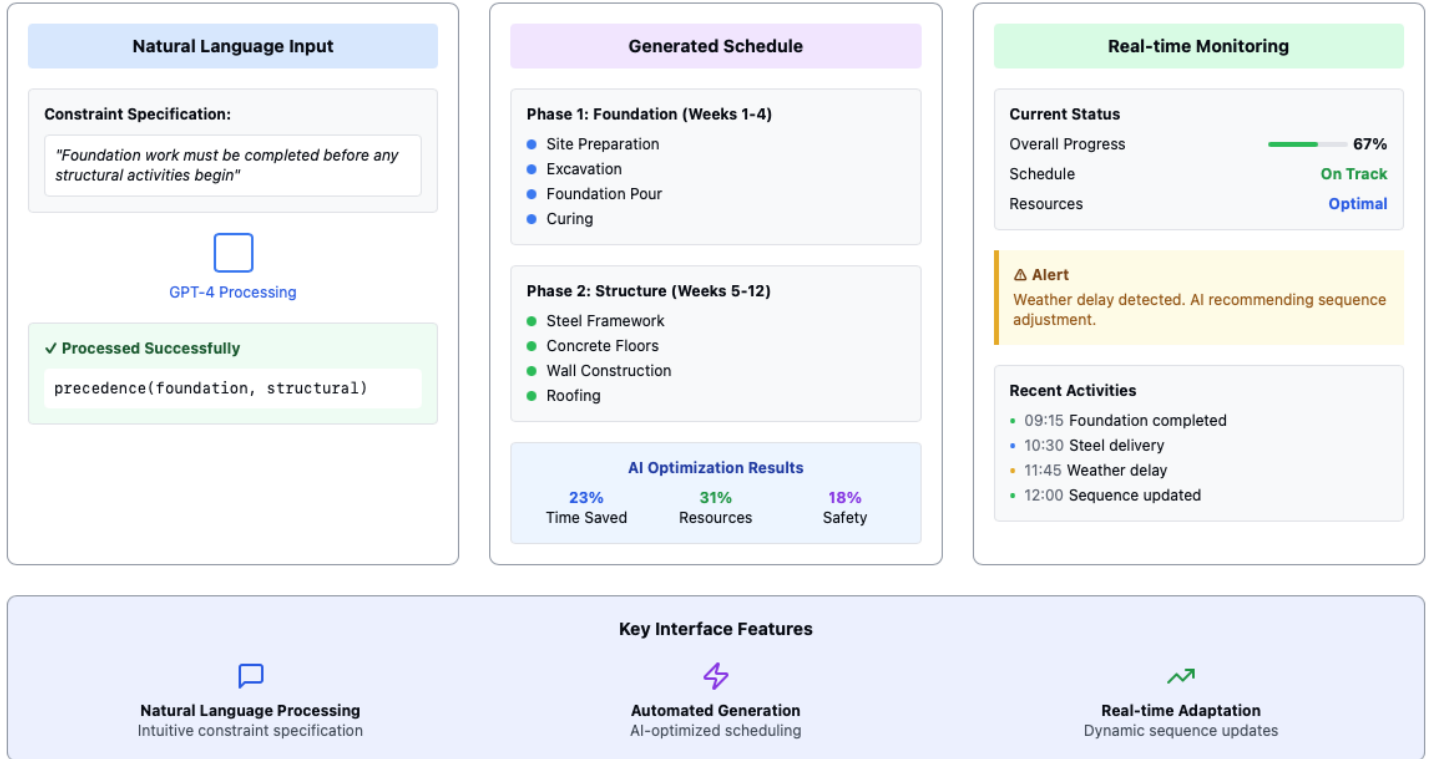 Natural Language Input
Constraint Specification:
"Foundation work must be completed before any
structural activities begin"
GPT-4 Processing
✓ Processed Successfully
precedence(foundation, structural)
Generated Schedule
Phase 1: Foundation (Weeks 1-4)
Site Preparation
Excavation
Foundation Pour
Curing
Phase 2: Structure (Weeks 5-12)
Steel Framework
Concrete Floors
Wall Construction
Roofing
AI Optimization Results
23% 31% 18%
Time Saved Resources Safety
Real-time Monitoring
Current Status
Overall Progress 67%
Schedule On Track
Resources Optimal
⚠ Alert
Weather delay detected. AI recommending sequence
adjustment.
Recent Activities
• 09:15 Foundation completed
• 10:30 Steel delivery
• 11:45 Weather delay
• 12:00 Sequence updated
Key Interface Features
Natural Language Processing
Intuitive constraint specification
Automated Generation
AI-optimized scheduling
Real-time Adaptation
Dynamic sequence updates